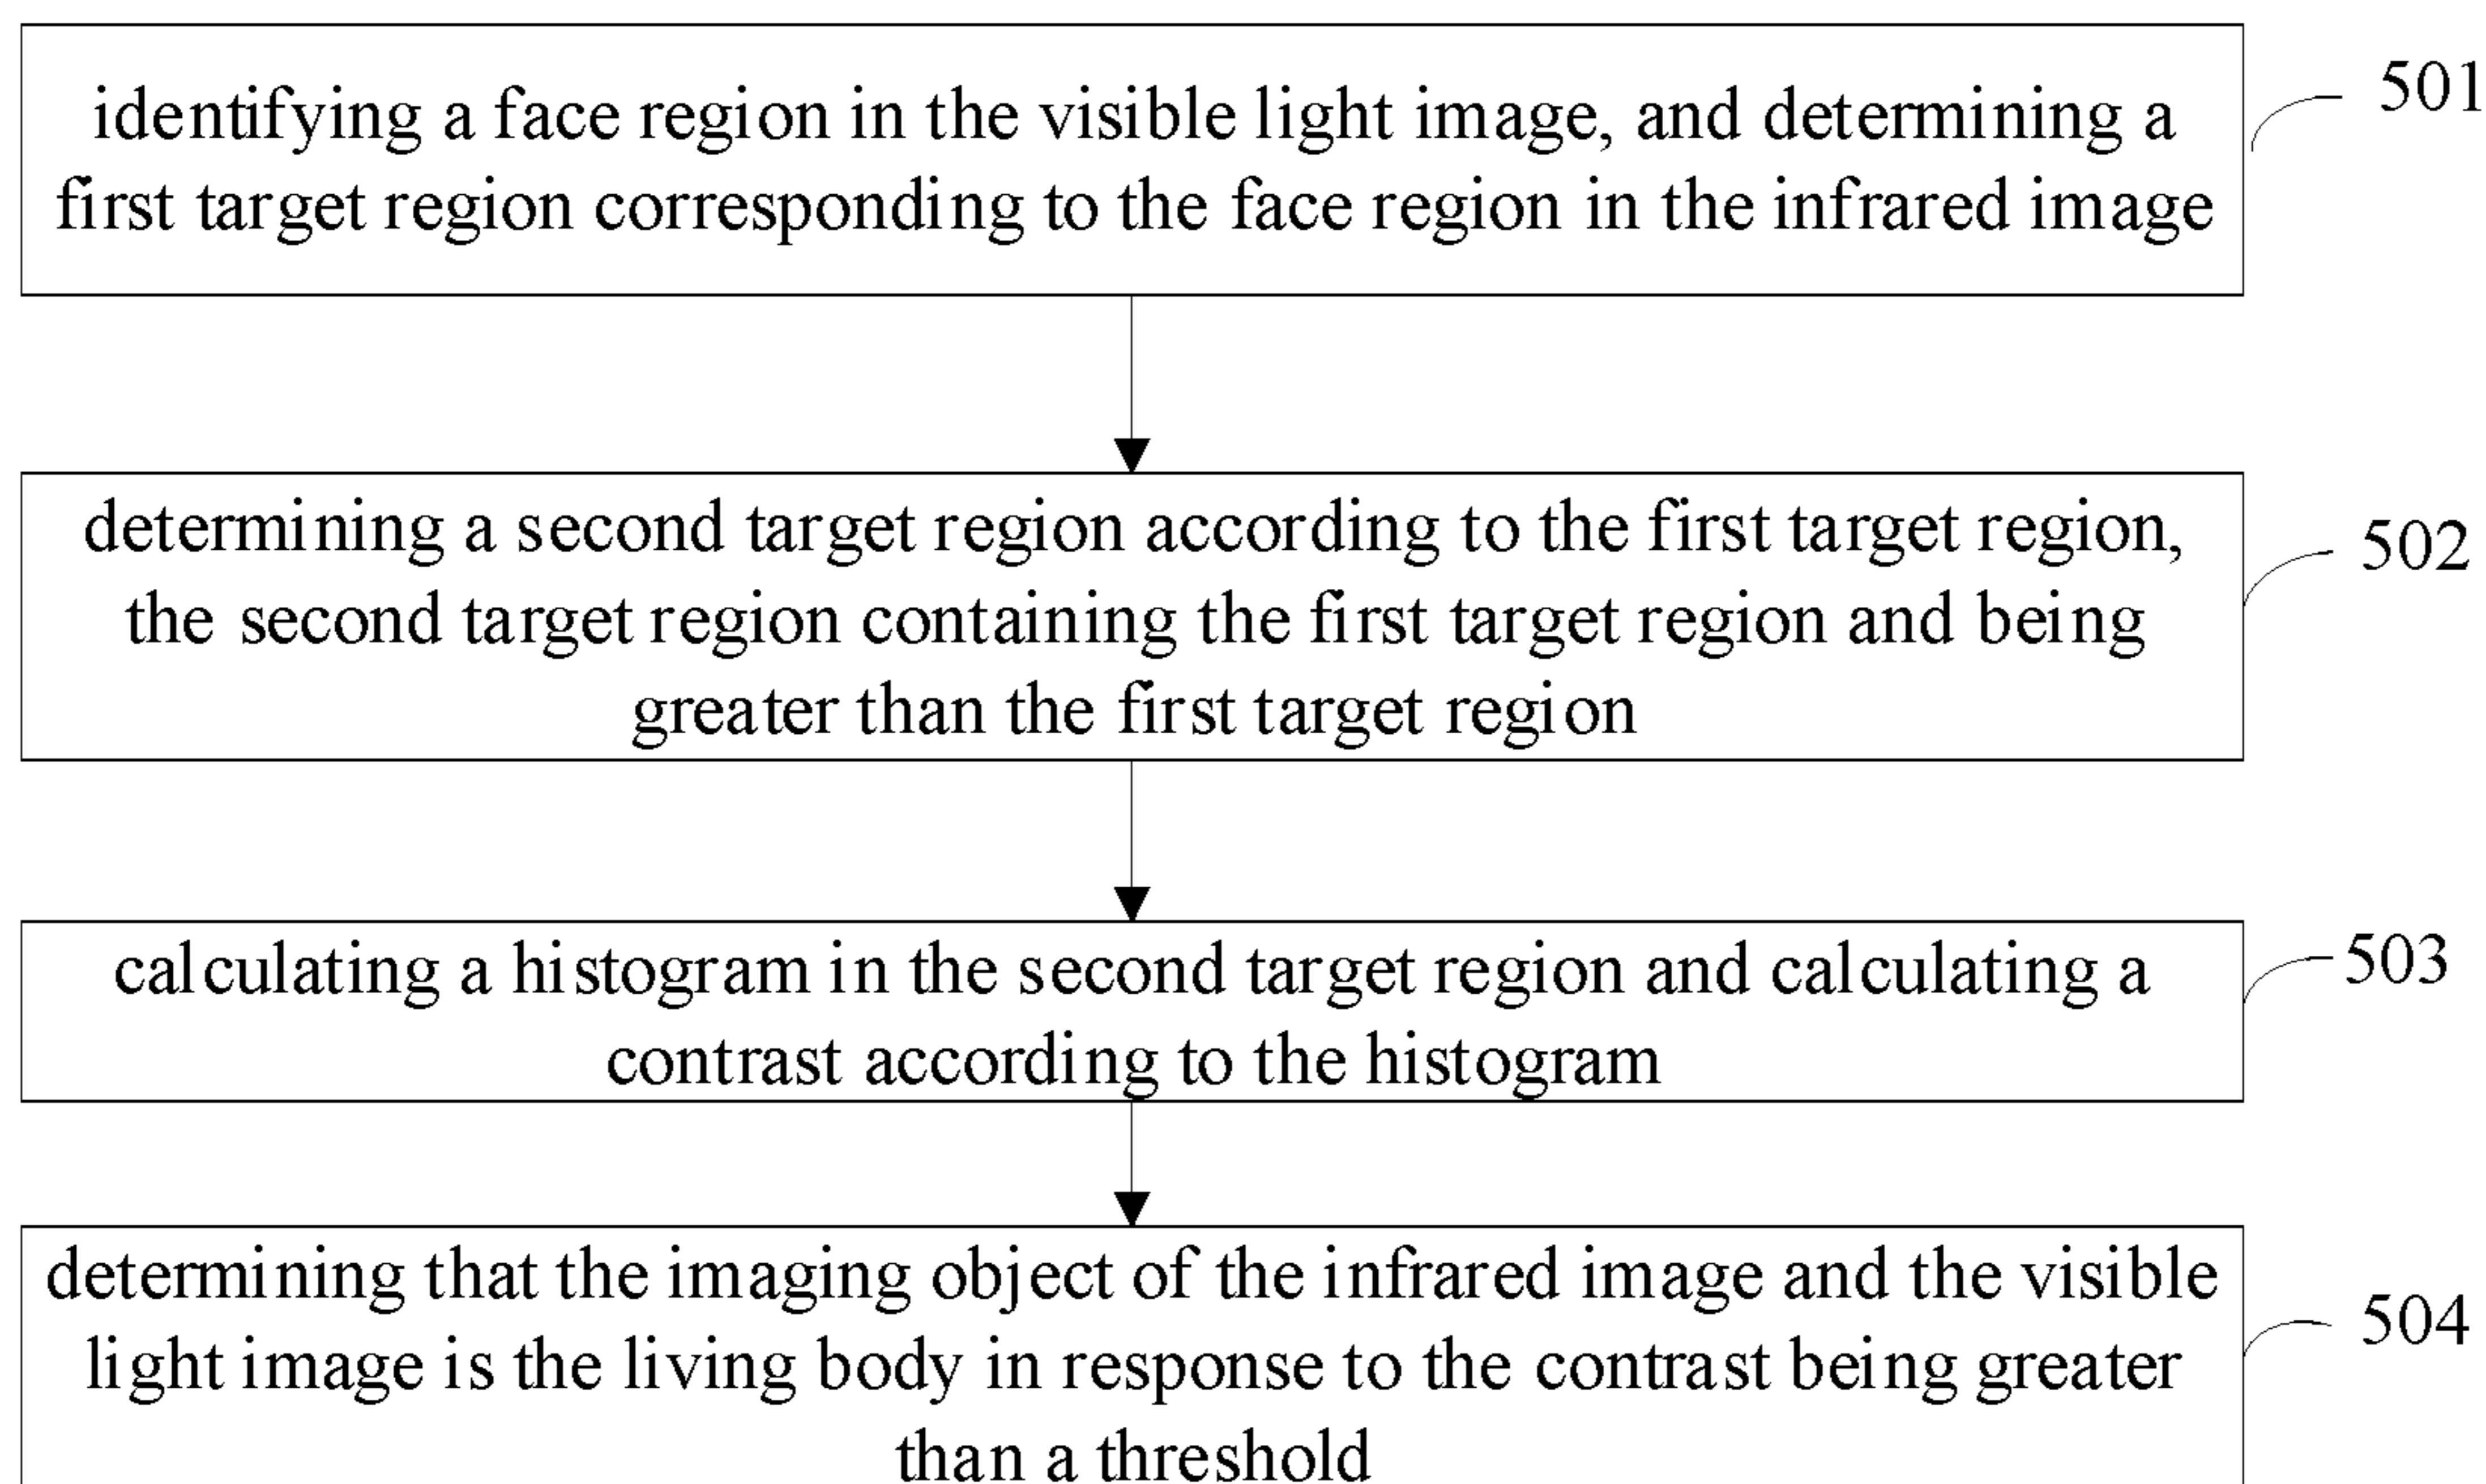 identifying a face region in the visible light image, and determining a
first target region corresponding to the face region in the infrared image
501
determining a second target region according to the first target region,
the second target region containing the first target region and being
greater than the first target region
502
calculating a histogram in the second target region and calculating a
contrast according to the histogram
503
determining that the imaging object of the infrared image and the visible
light image is the living body in response to the contrast being greater
than a threshold
504